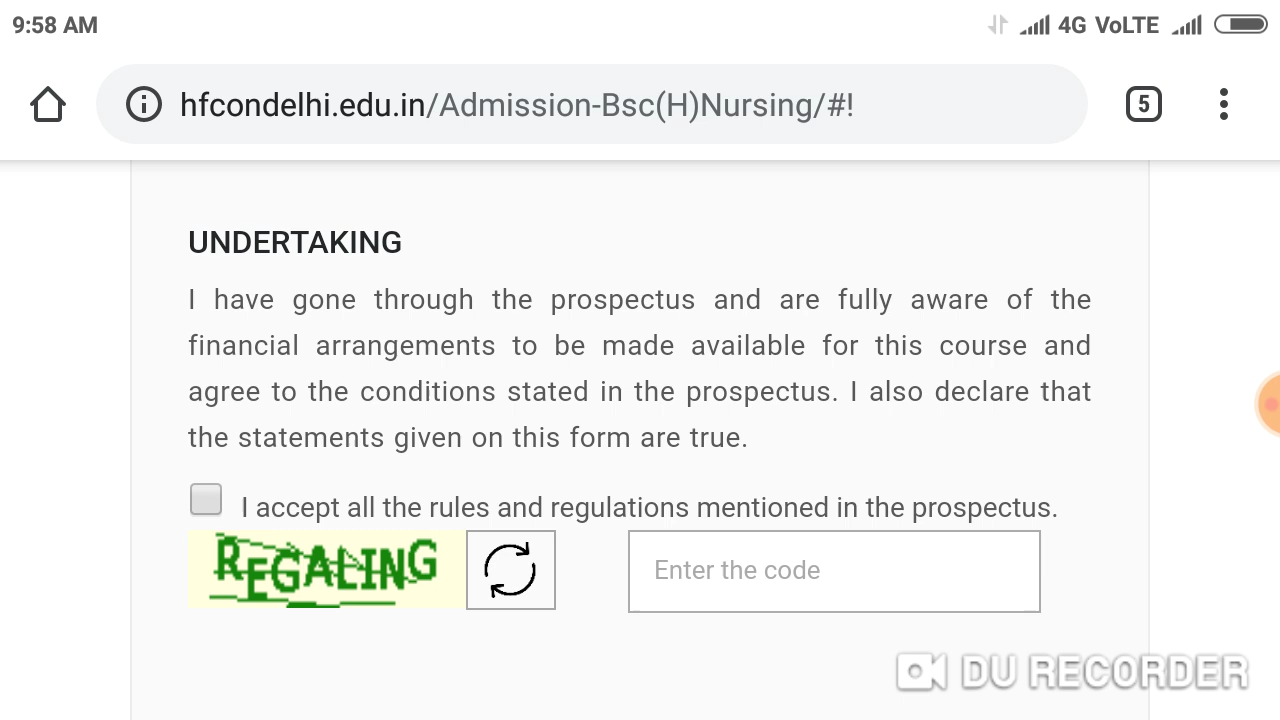 9:58 AM
4G VoLTE
hfcondelhi.edu.in/Admission-Bsc(H)Nursing/#!
5
UNDERTAKING
I have gone through the prospectus and are fully aware of the
financial arrangements to be made available for this course and
agree to the conditions stated in the prospectus. I also declare that
the statements given on this form are true.
I accept all the rules and regulations mentioned in the prospectus.
REGALING
Enter the code
DU RECORDER